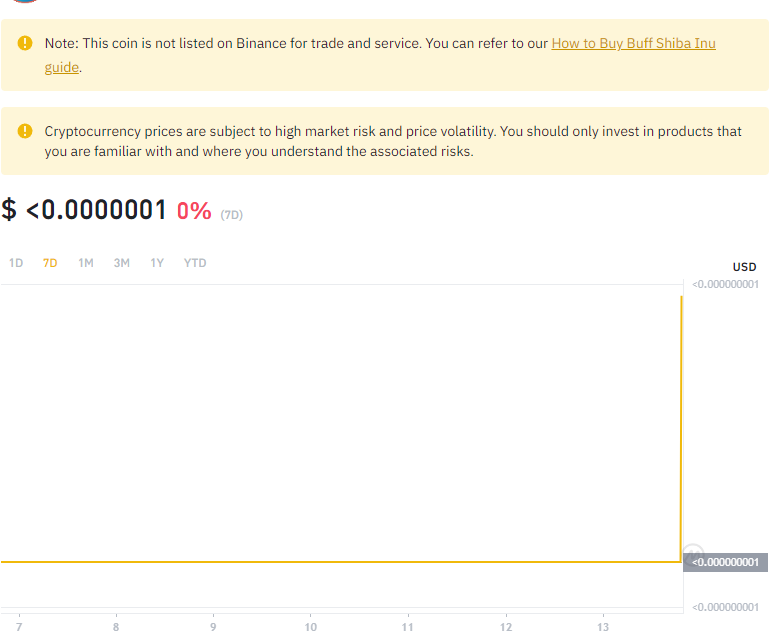 Note: This coin is not listed on Binance for trade and service. You can refer to our How to Buy Buff Shiba Inu
guide.
Cryptocurrency prices are subject to high market risk and price volatility. You should only invest in products that
you are familiar with and where you understand the associated risks.
$ <0.0000001 0% (7D)
1D 7D 1M 3M 1Y YTD
USD
<0.000000001
<0.000000001
<0.000000001
7 8 9 10 11 12 13